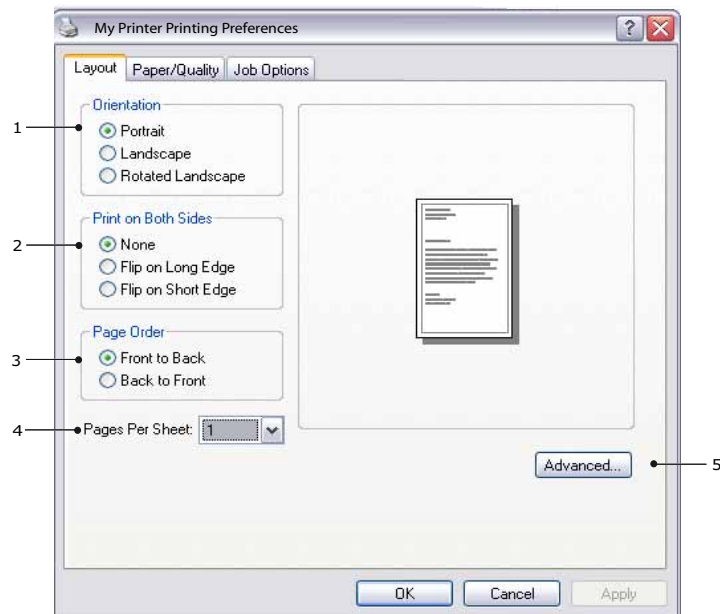 My Printer Printing Preferences
?
Layout Paper/Quality Job Options
Orientation
1
Portrait
Landscape
Rotated Landscape
Print on Both Sides
2
None
Flip on Long Edge
Flip on Short Edge
Page Order
3
Front to Back
Back to Front
4
Pages Per Sheet: 1
Advanced...
5
OK Cancel Apply